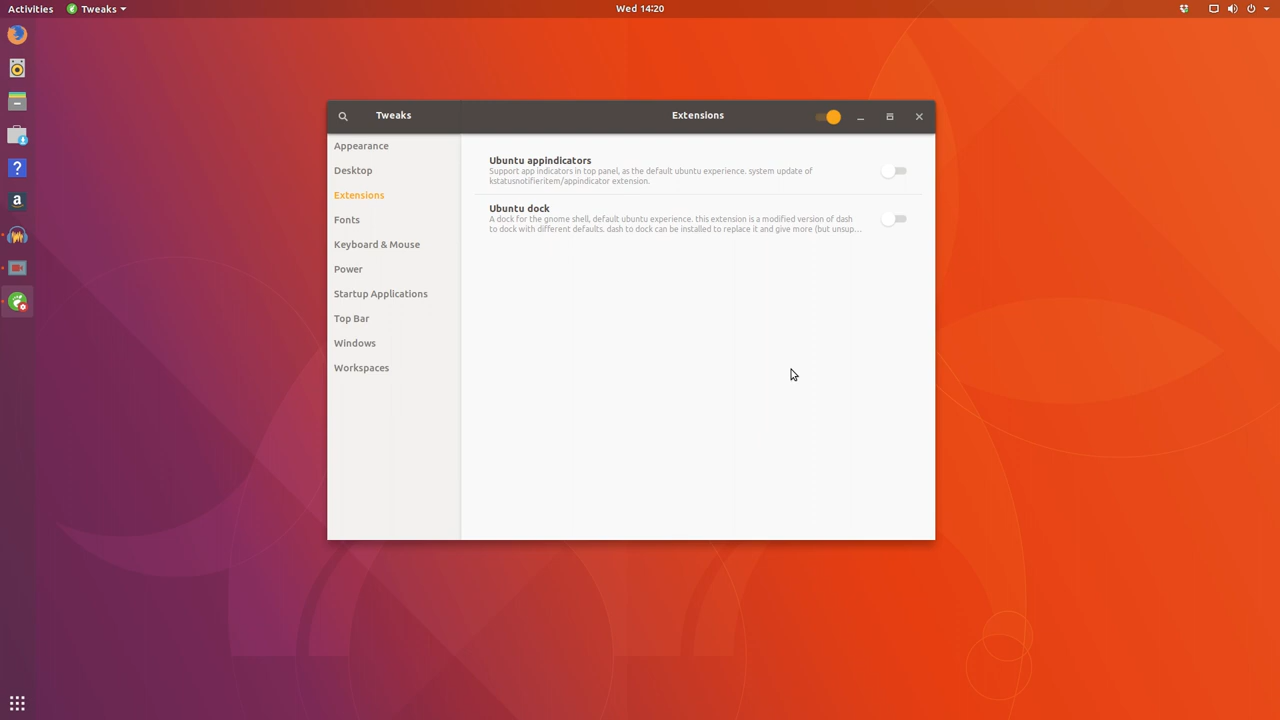 Activities
Tweaks
Wed 14:20
Tweaks
Extensions
Appearance
Desktop
Extensions
Fonts
Keyboard & Mouse
Power
Startup Applications
Top Bar
Windows
Workspaces
Ubuntu appindicators
Support app indicators in top panel, as the default ubuntu experience. system update of
kstatusnotifieritem/appindicator extension.
Ubuntu dock
A dock for the gnome shell, default ubuntu experience. this extension is a modified version of dash
to dock with different defaults. dash to dock can be installed to replace it and give more (but unsup...